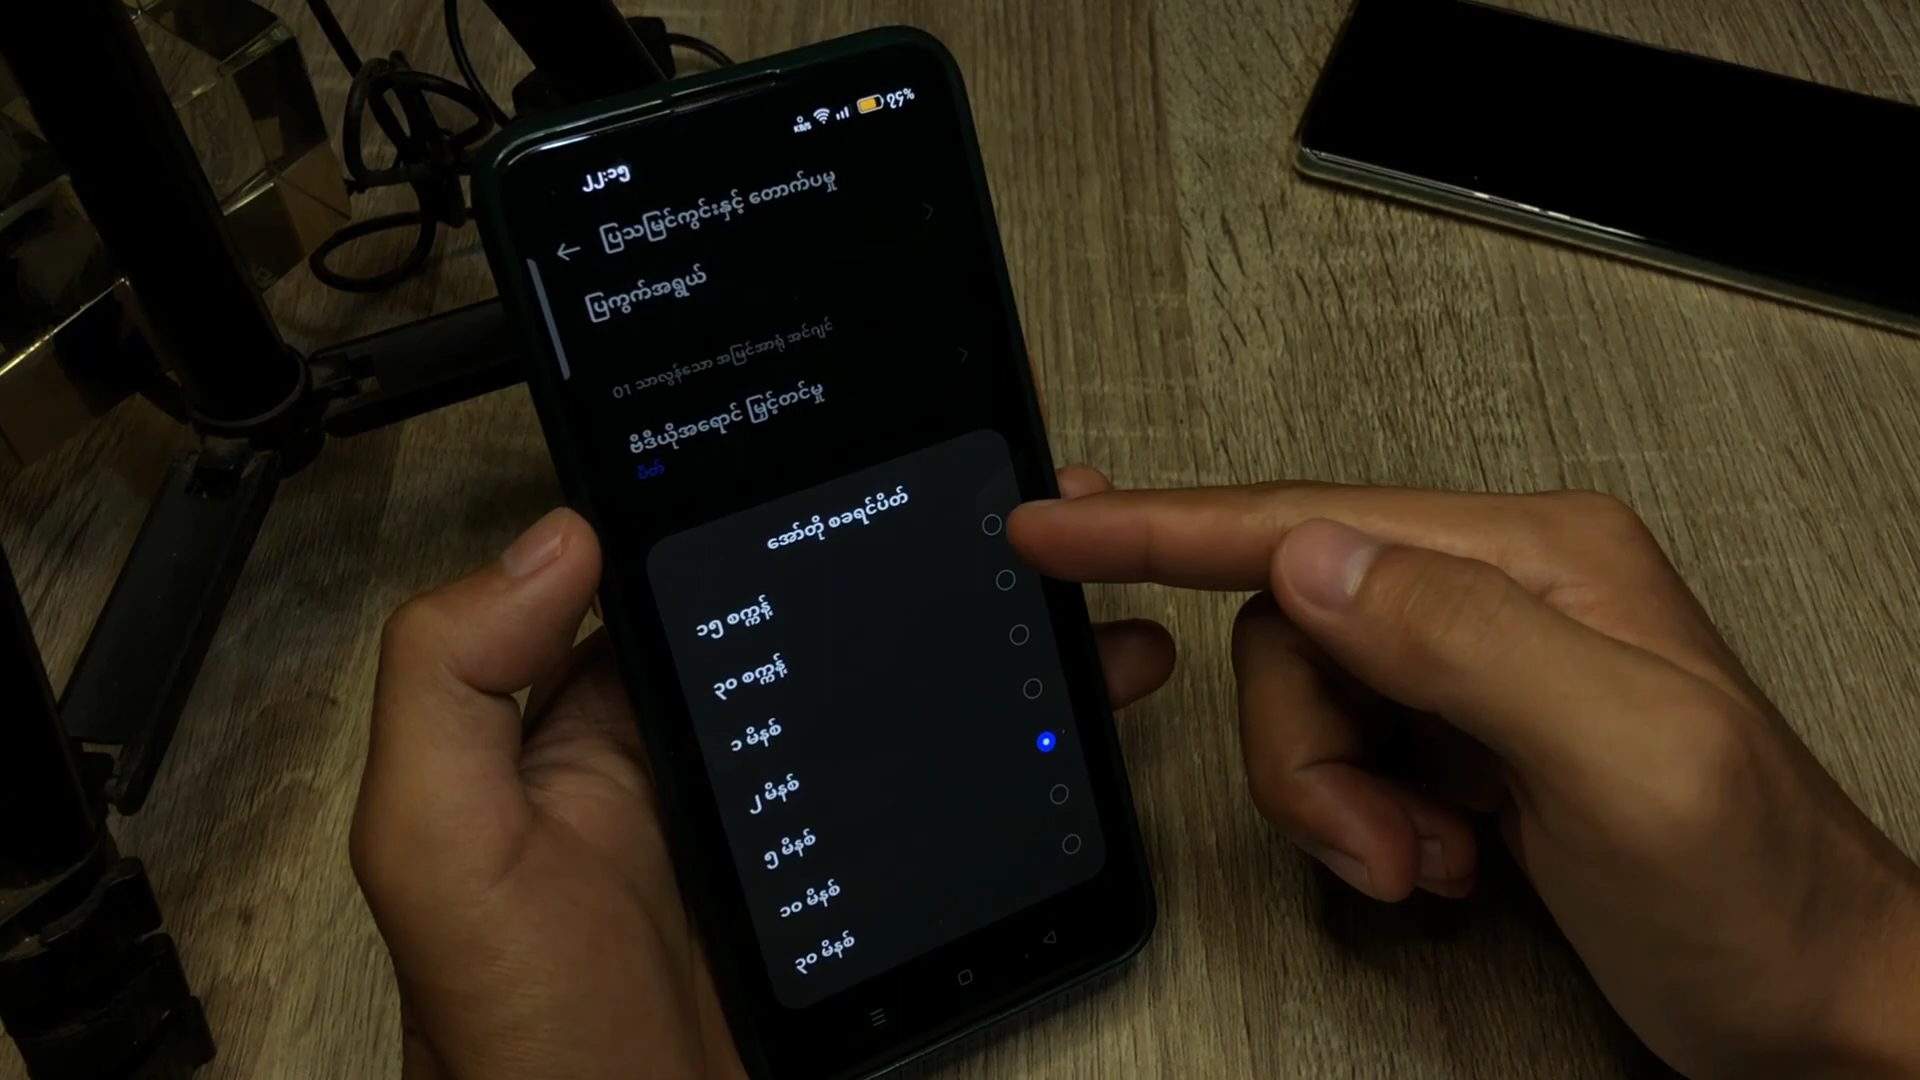 KB/s ၇၄%
၂၂:၁၅
ပြသမြင်ကွင်းနှင့် တောက်ပမှု
ပြကွက်အရွယ်
O1 သာလွန်သော အမြင်အာရုံ အင်ဂျင်
ဗီဒီယိုအရောင် မြှင့်တင်မှု
ပိတ်
အော်တို စခရင်ပိတ်
၁၅ စက္ကန့်
၃၀ စက္ကန့်
၁ မိနစ်
၂ မိနစ်
၅ မိနစ်
၁၀ မိနစ်
၃၀ မိနစ်